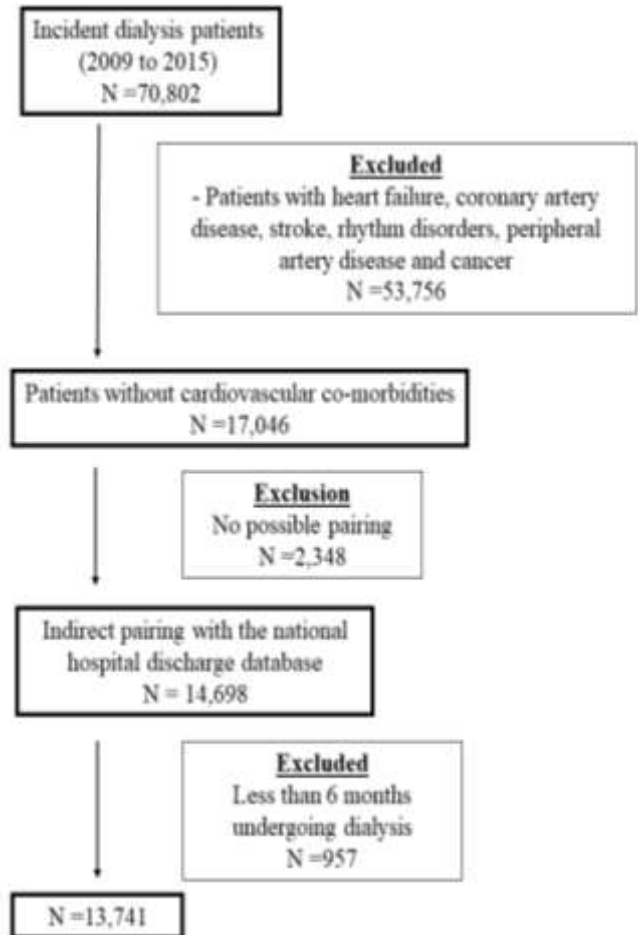 Incident dialysis patients
(2009 to 2015)
N =70,802
Excluded
- Patients with heart failure, coronary artery
disease, stroke, rhythm disorders, peripheral
artery disease and cancer
N =53,756
Patients without cardiovascular co-morbidities
N =17,046
Exclusion
No possible pairing
N =2,348
Indirect pairing with the national
hospital discharge database
N = 14,698
Excluded
Less than 6 months
undergoing dialysis
N =957
N =13,741